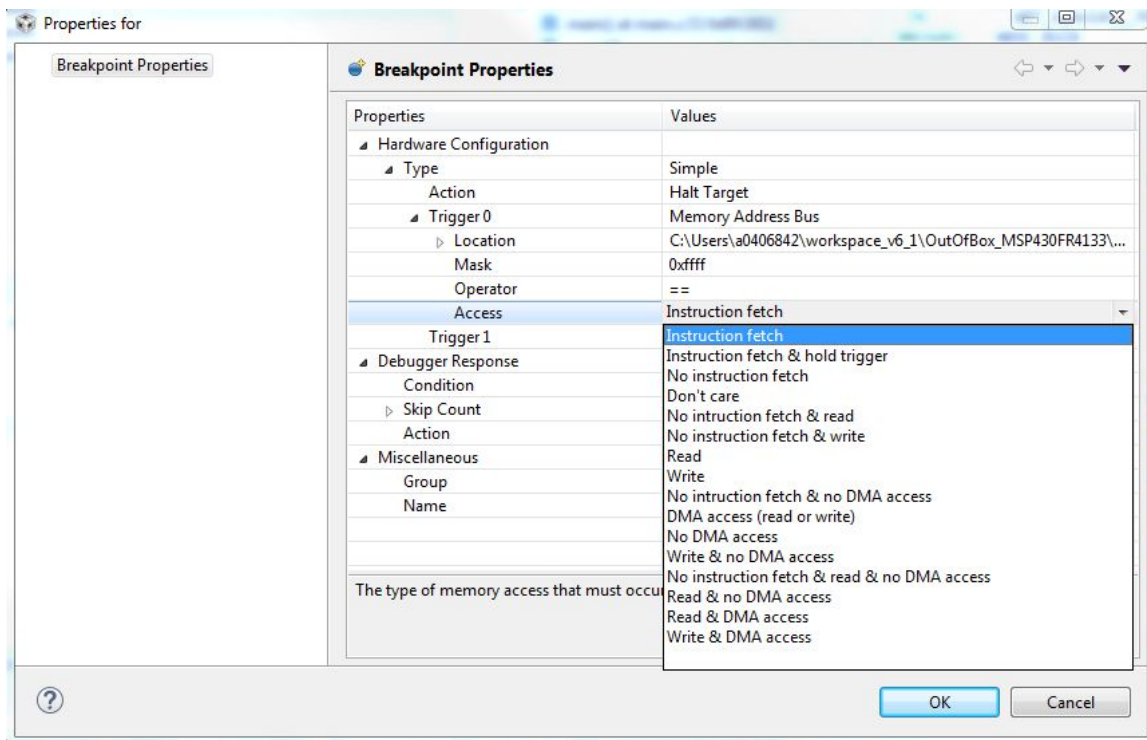 Properties for
Breakpoint Properties
Breakpoint Properties
Properties Values
Hardware Configuration
Type Simple
Action Halt Target
Trigger 0 Memory Address Bus
Location C:\Users\a0406842\workspace_v6_1\OutOfBox_MSP430FR4133\...
Mask 0xffff
Operator ==
Access Instruction fetch
Trigger 1
Debugger Response
Condition
Skip Count
Action
Miscellaneous
Group
Name
Instruction fetch
Instruction fetch & hold trigger
No instruction fetch
Don't care
No intruction fetch & read
No instruction fetch & write
Read
Write
No intruction fetch & no DMA access
DMA access (read or write)
No DMA access
Write & no DMA access
No instruction fetch & read & no DMA access
Read & no DMA access
Read & DMA access
Write & DMA access
The type of memory access that must occu
OK Cancel